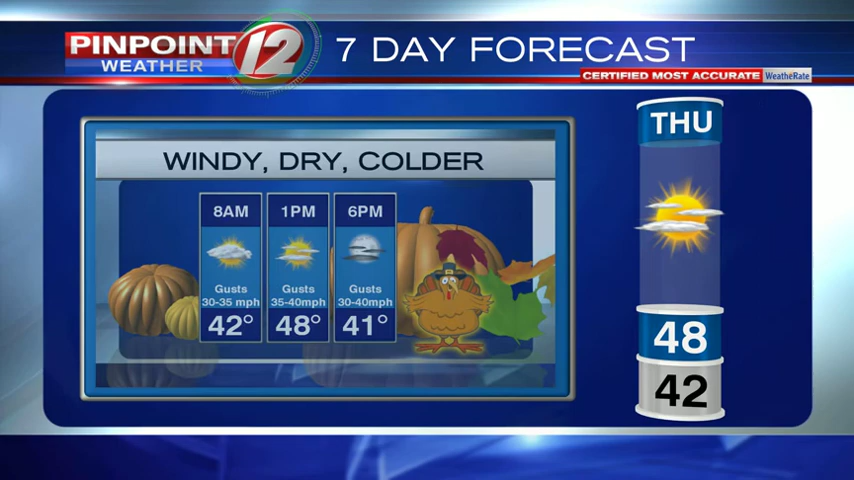 PINPOINT 12
WEATHER
7 DAY FORECAST
CERTIFIED MOST ACCURATE WeatheRate
WINDY, DRY, COLDER
THU
8AM 1PM 6PM
Gusts Gusts Gusts
30-35 mph 35-40mph 30-40mph
42° 48° 41°
48
42